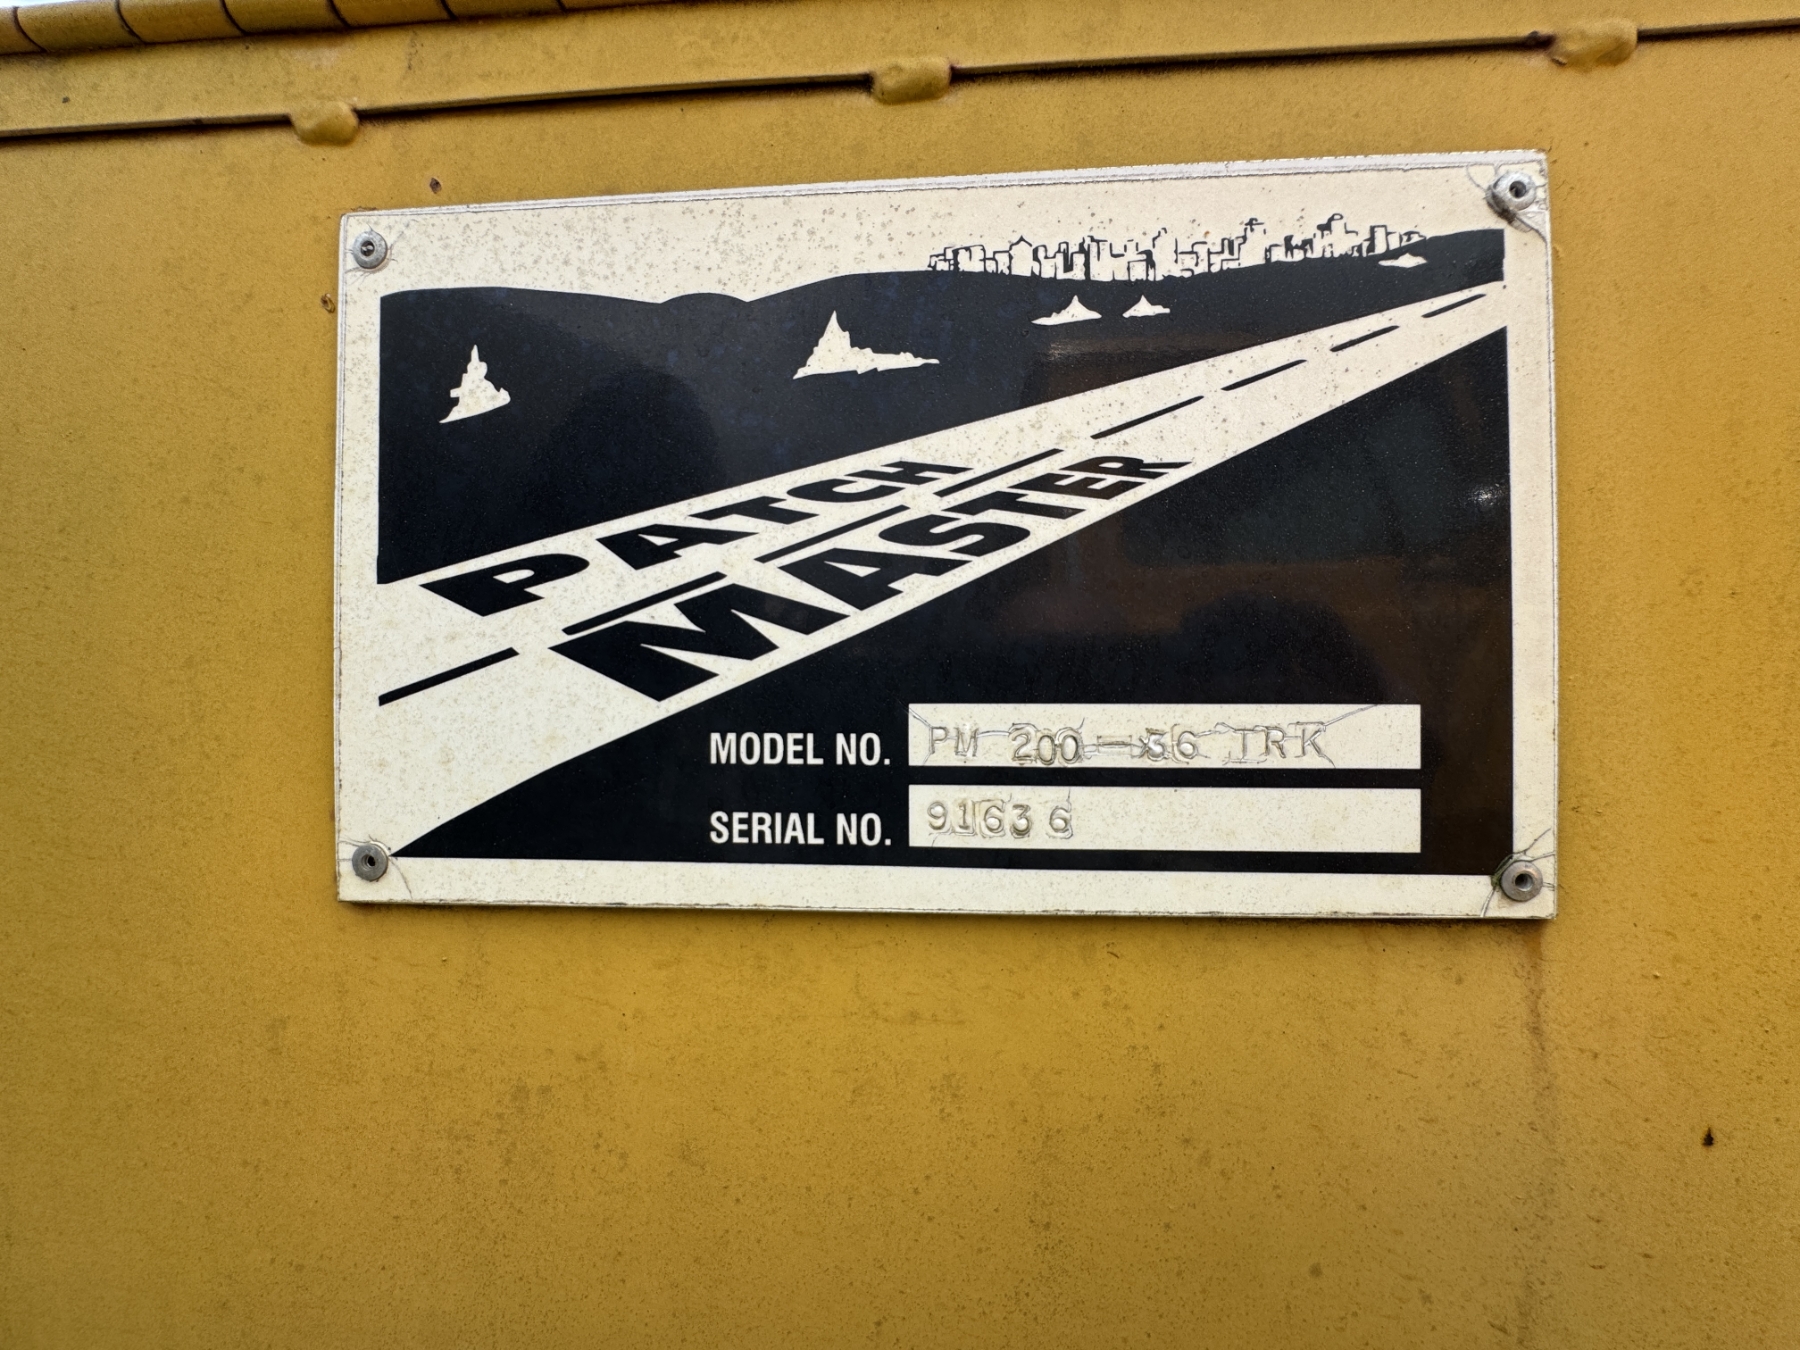 PATCH
MASTER
MODEL NO. PM 200-36 TRK
SERIAL NO. 91636